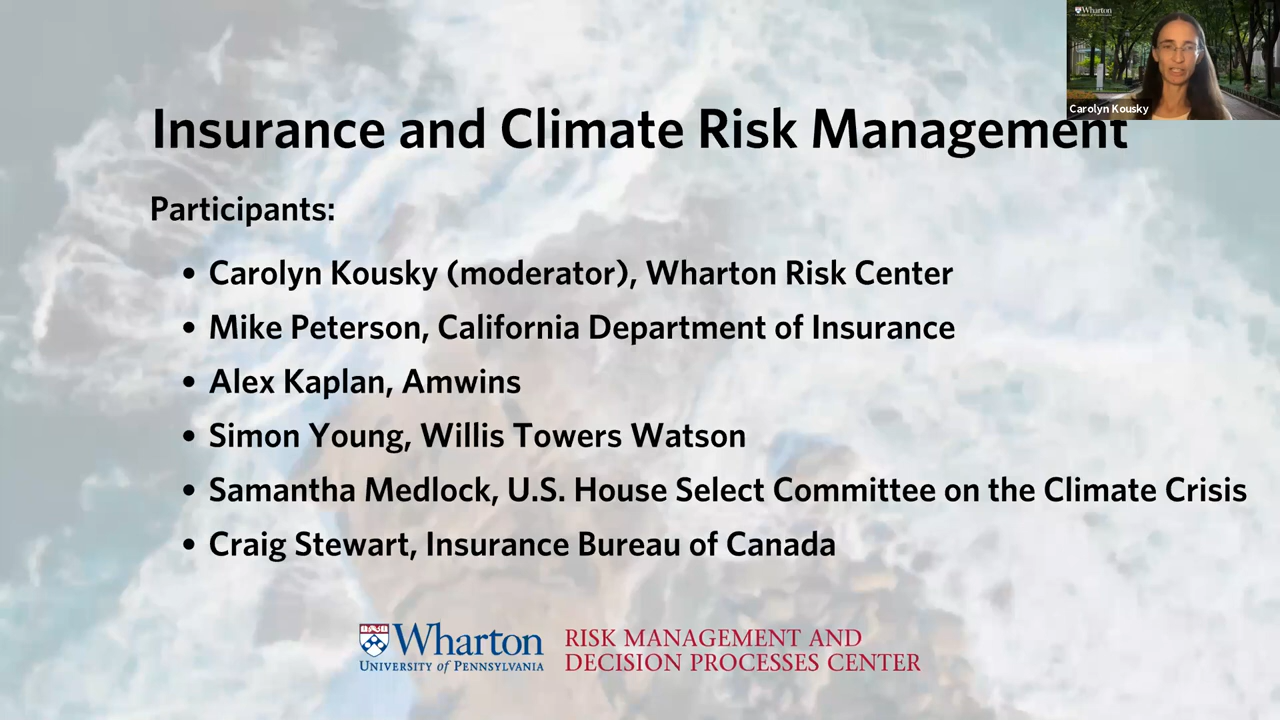 Wharton
Carolyn Kousky
Insurance and Climate Risk Management
Participants:
• Carolyn Kousky (moderator), Wharton Risk Center
• Mike Peterson, California Department of Insurance
• Alex Kaplan, Amwins
• Simon Young, Willis Towers Watson
• Samantha Medlock, U.S. House Select Committee on the Climate Crisis
• Craig Stewart, Insurance Bureau of Canada
Wharton
UNIVERSITY of PENNSYLVANIA
RISK MANAGEMENT AND
DECISION PROCESSES CENTER